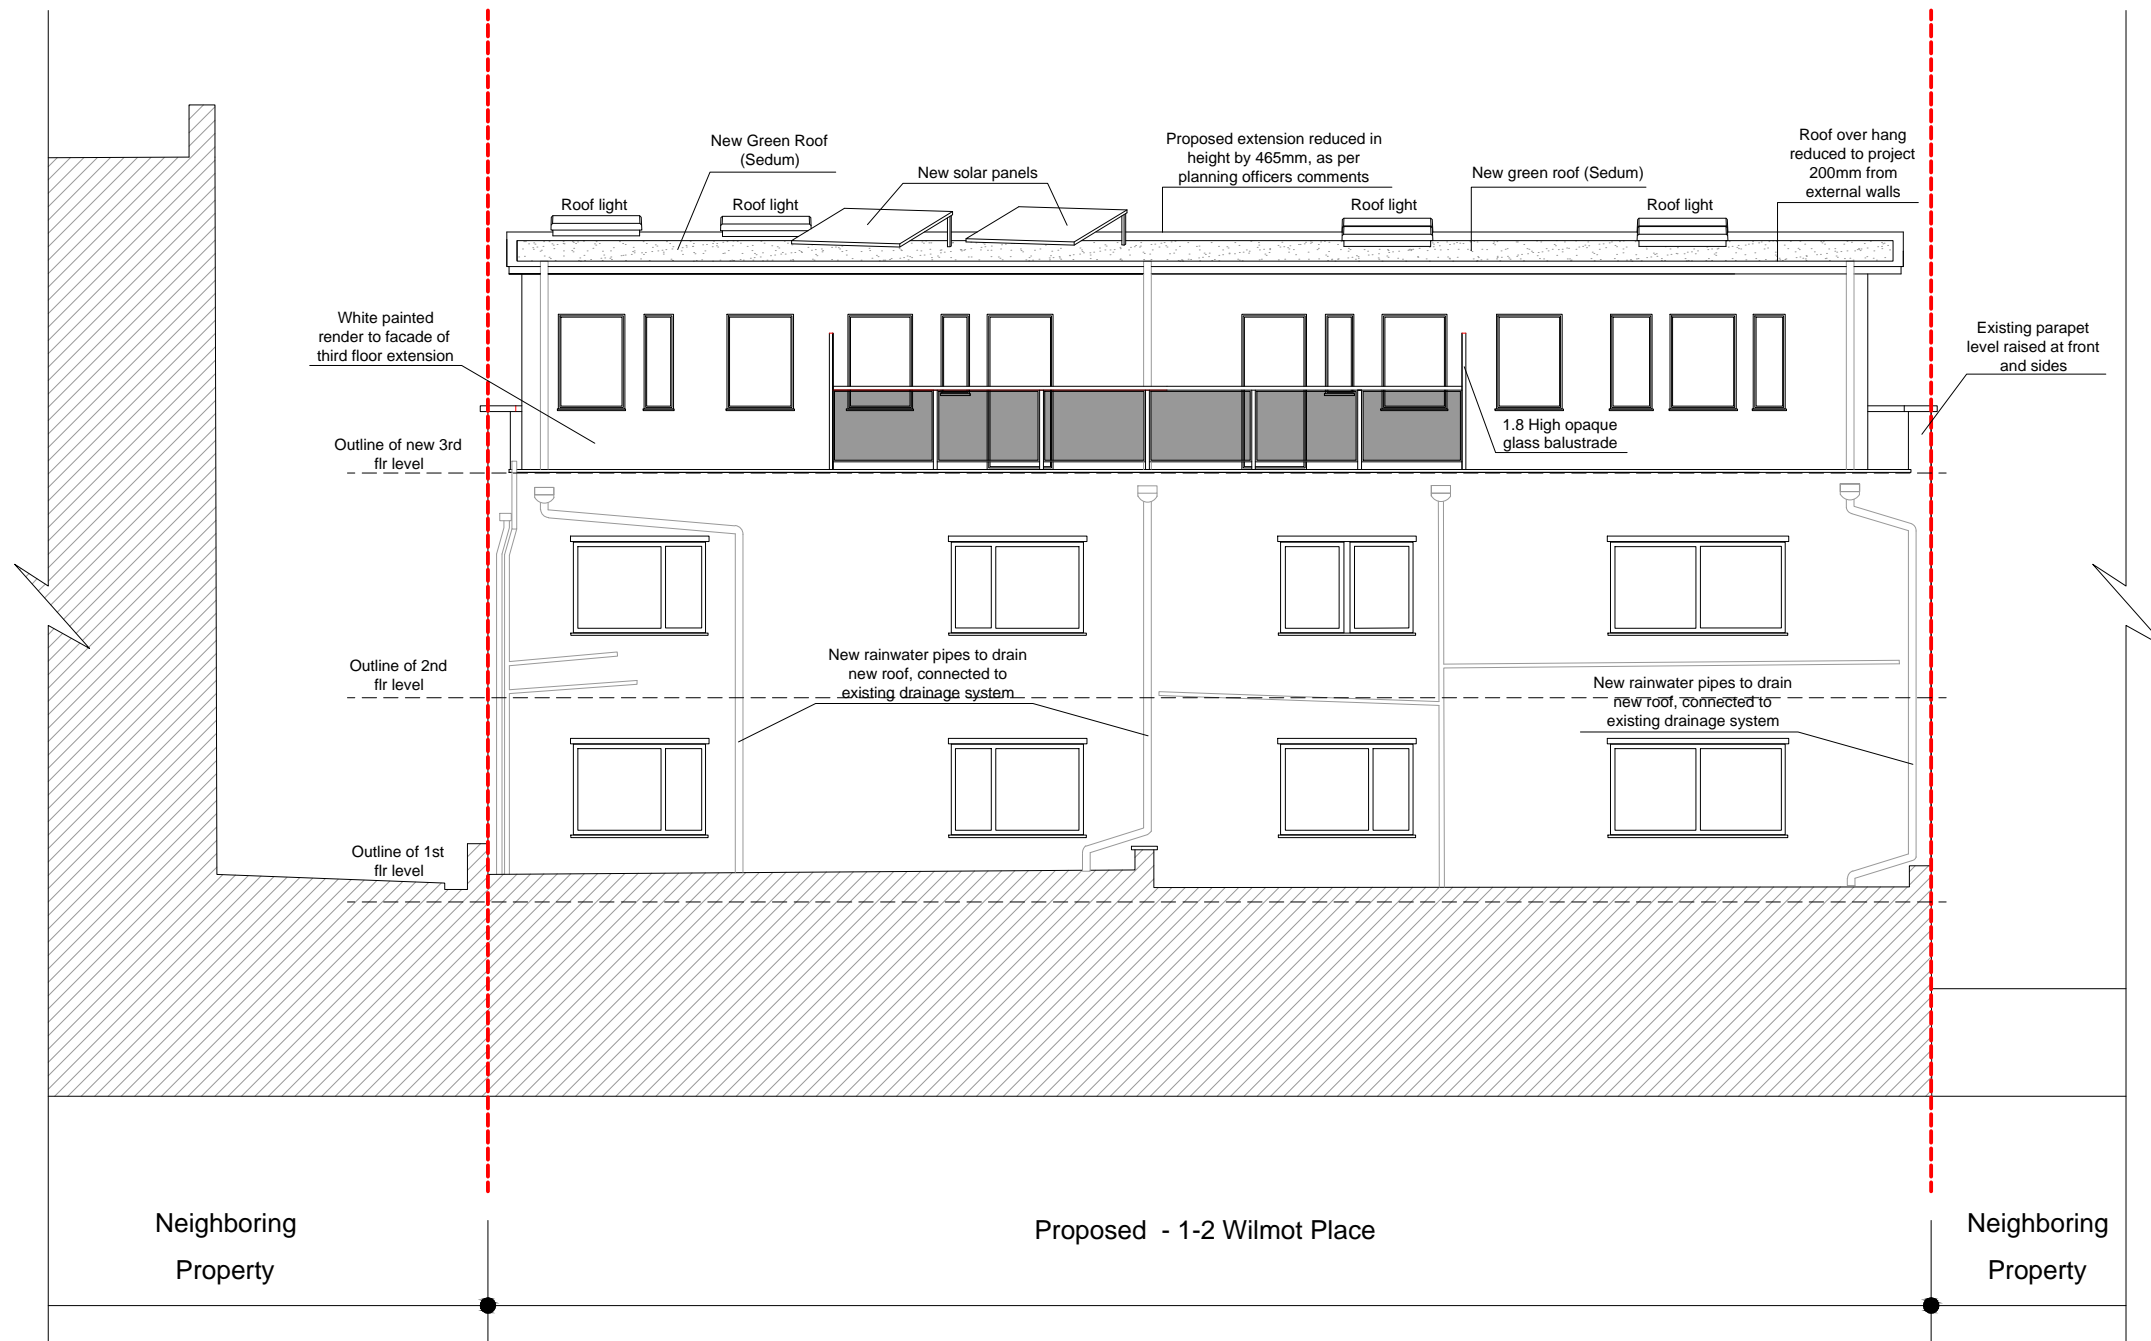 New Green Roof
(Sedum)
New solar panels
Proposed extension reduced in
height by 465mm, as per
planning officers comments
New green roof (Sedum)
Roof over hang
reduced to project
200mm from
external walls
Roof light
Roof light
Roof light
Roof light
White painted
render to facade of
third floor extension
Existing parapet
level raised at front
and sides
1.8 High opaque
glass balustrade
Outline of new 3rd
flr level
Outline of 2nd
flr level
New rainwater pipes to drain
new roof, connected to
existing drainage system
New rainwater pipes to drain
new roof, connected to
existing drainage system
Outline of 1st
flr level
Neighboring
Property
Proposed - 1-2 Wilmot Place
Neighboring
Property